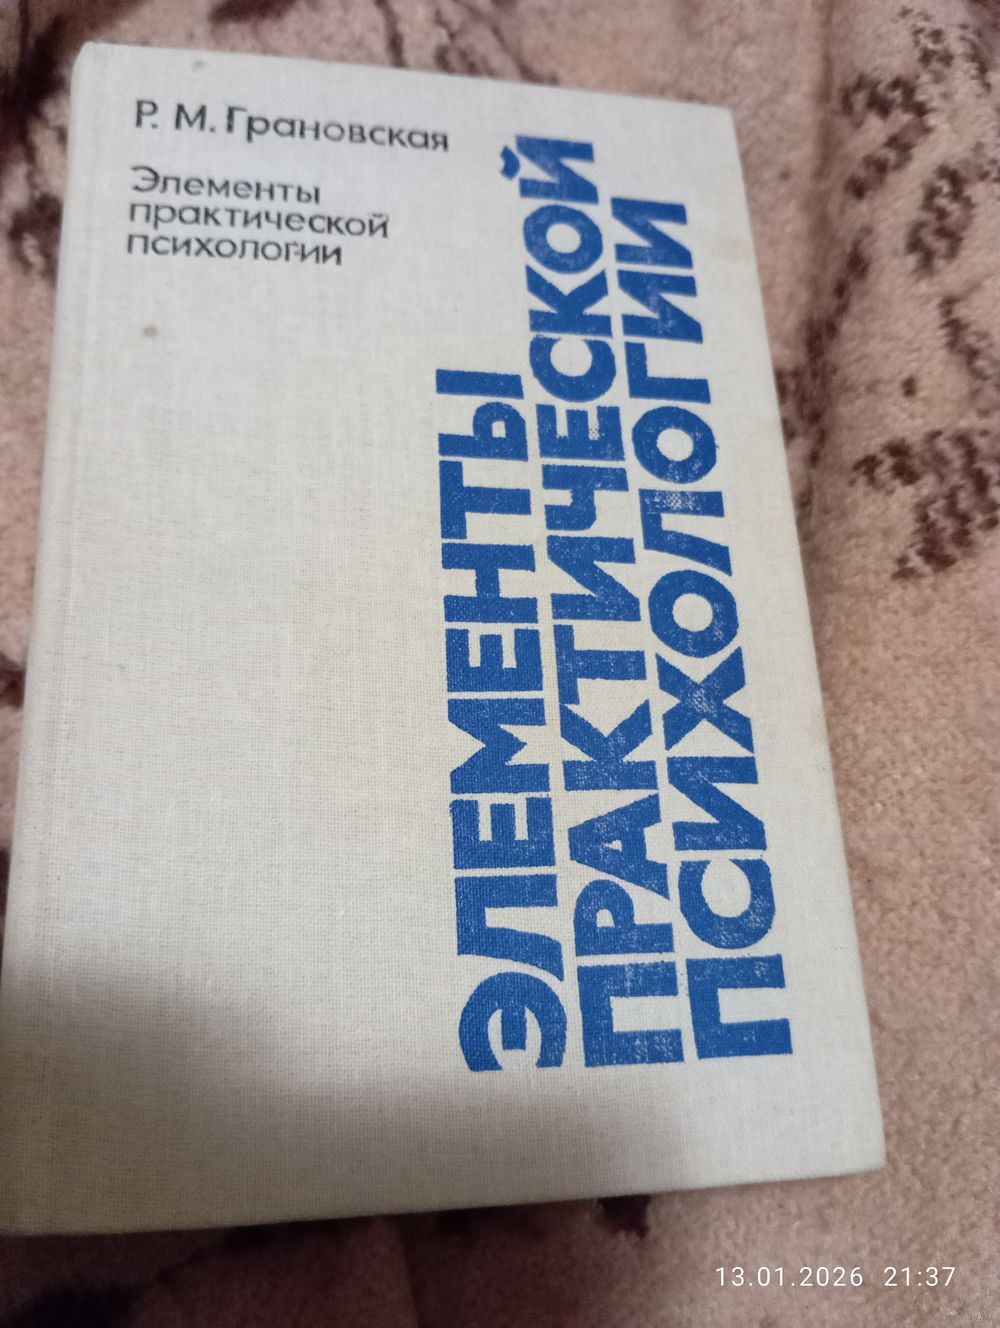 Р. М. Грановская
Элементы
практической
психологии
ЭЛЕМЕНТЫ
ПРАКТИЧЕСКОЙ
ПСИХОЛОГИИ
13.01.2026 21:37